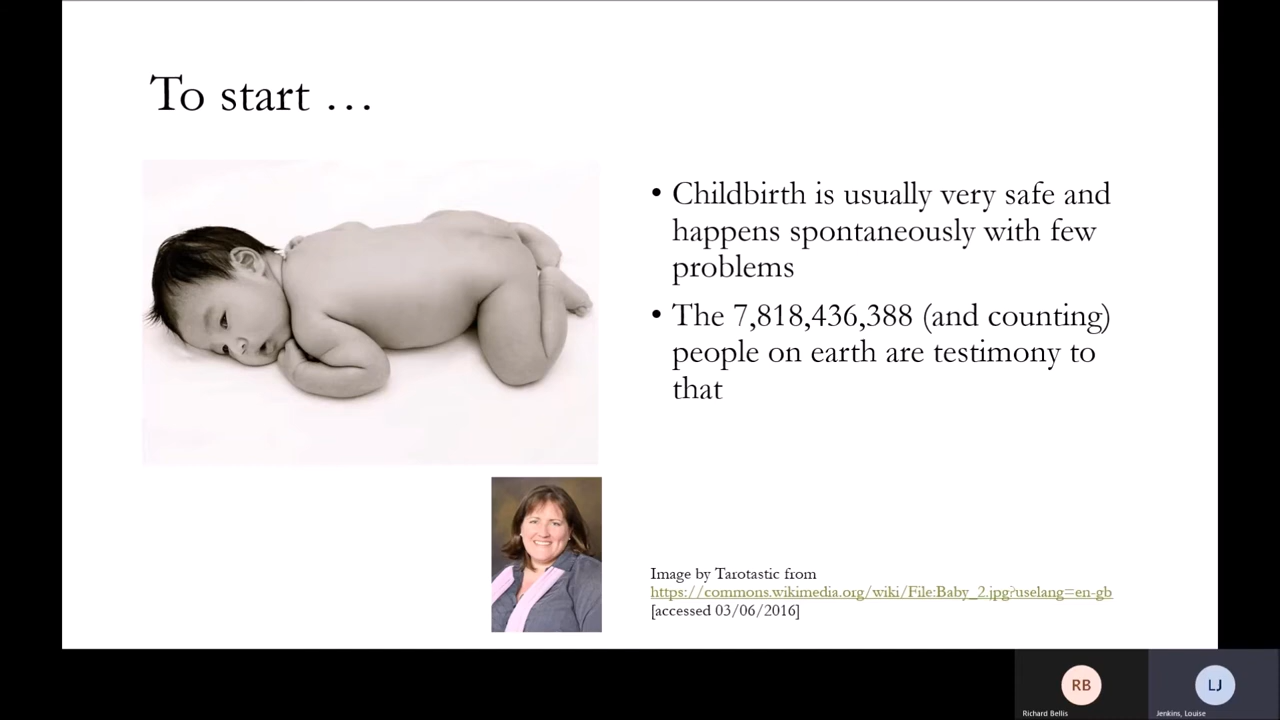 To start …
• Childbirth is usually very safe and
happens spontaneously with few
problems
• The 7,818,436,388 (and counting)
people on earth are testimony to
that
Image by Tarotastic from
https://commons.wikimedia.org/wiki/File:Baby_2.jpg?uselang=en-gb
[accessed 03/06/2016]
RB
Richard Bellis
LJ
Jenkins, Louise